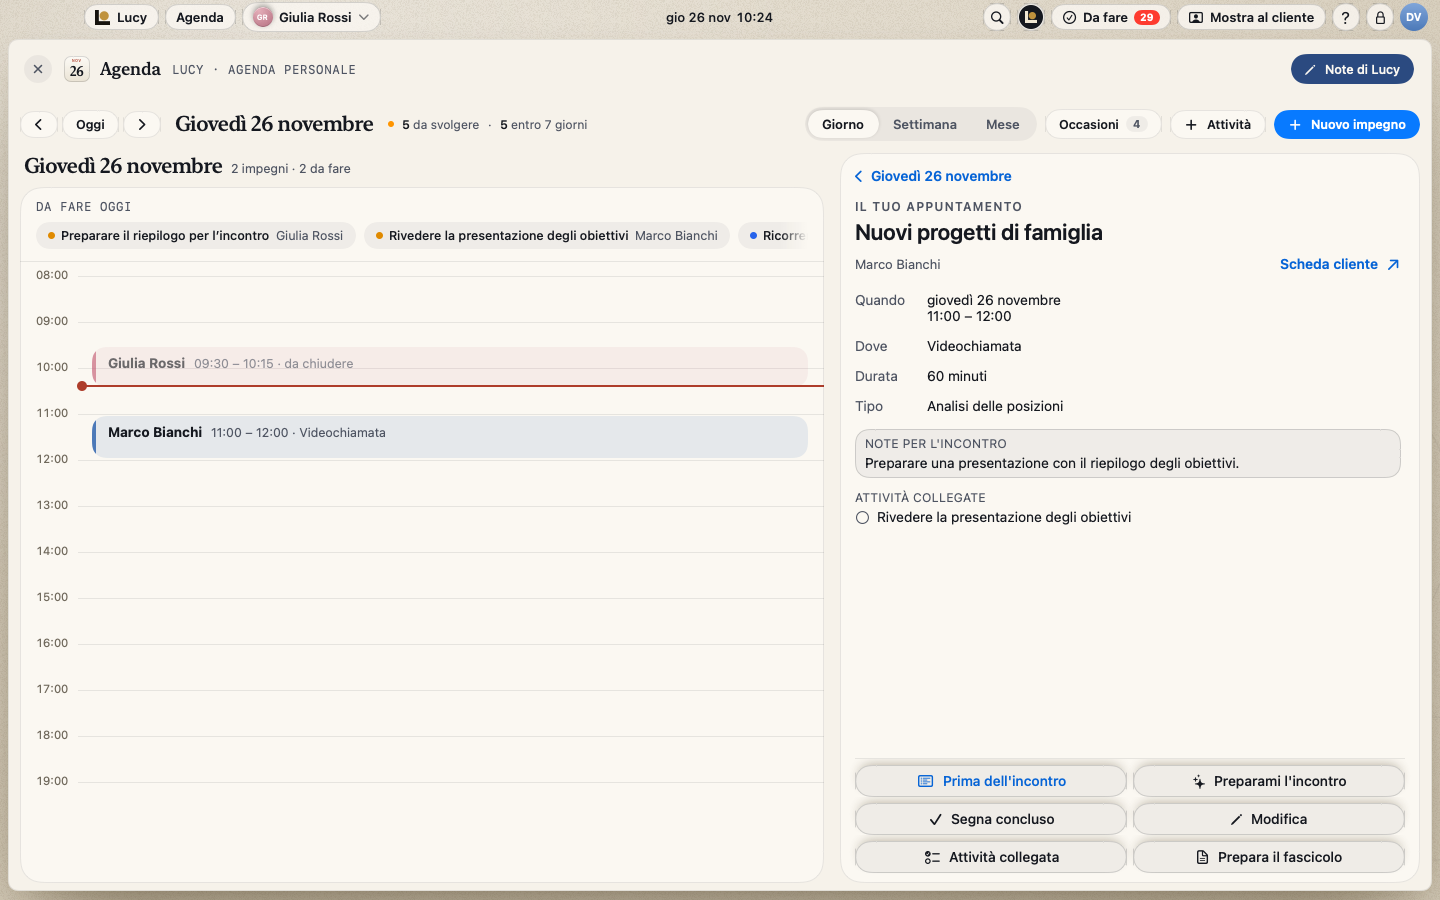 Lucy
Agenda
GR Giulia Rossi
gio 26 nov 10:24
Da fare 29
Mostra al cliente
?
DV
NOV
26
Agenda
LUCY · AGENDA PERSONALE
Note di Lucy
Oggi
Giovedì 26 novembre
5 da svolgere · 5 entro 7 giorni
Giorno
Settimana
Mese
Occasioni 4
Attività
Nuovo impegno
Giovedì 26 novembre
2 impegni · 2 da fare
DA FARE OGGI
Preparare il riepilogo per l'incontro Giulia Rossi
Rivedere la presentazione degli obiettivi Marco Bianchi
Ricorre
08:00
09:00
10:00
Giulia Rossi 09:30 – 10:15 · da chiudere
11:00
Marco Bianchi 11:00 – 12:00 · Videochiamata
12:00
13:00
14:00
15:00
16:00
17:00
18:00
19:00
Giovedì 26 novembre
IL TUO APPUNTAMENTO
Nuovi progetti di famiglia
Marco Bianchi
Scheda cliente
Quando giovedì 26 novembre
11:00 – 12:00
Dove Videochiamata
Durata 60 minuti
Tipo Analisi delle posizioni
NOTE PER L'INCONTRO
Preparare una presentazione con il riepilogo degli obiettivi.
ATTIVITÀ COLLEGATE
Rivedere la presentazione degli obiettivi
Prima dell'incontro
Preparami l'incontro
Segna concluso
Modifica
Attività collegata
Prepara il fascicolo